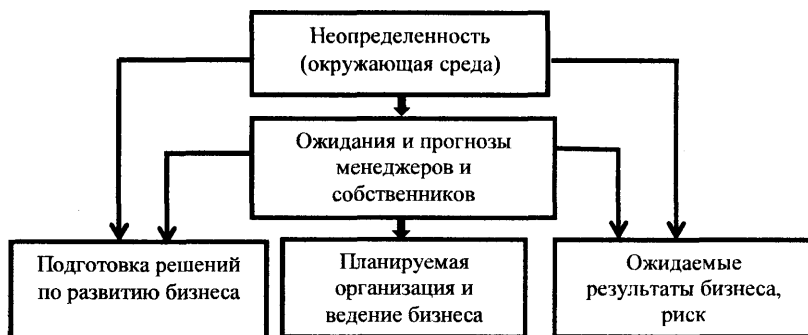 Неопределенность
(окружающая среда)
Ожидания и прогнозы
менеджеров и
собственников
Подготовка решений
по развитию бизнеса
Планируемая
организация и
ведение бизнеса
Ожидаемые
результаты бизнеса,
риск